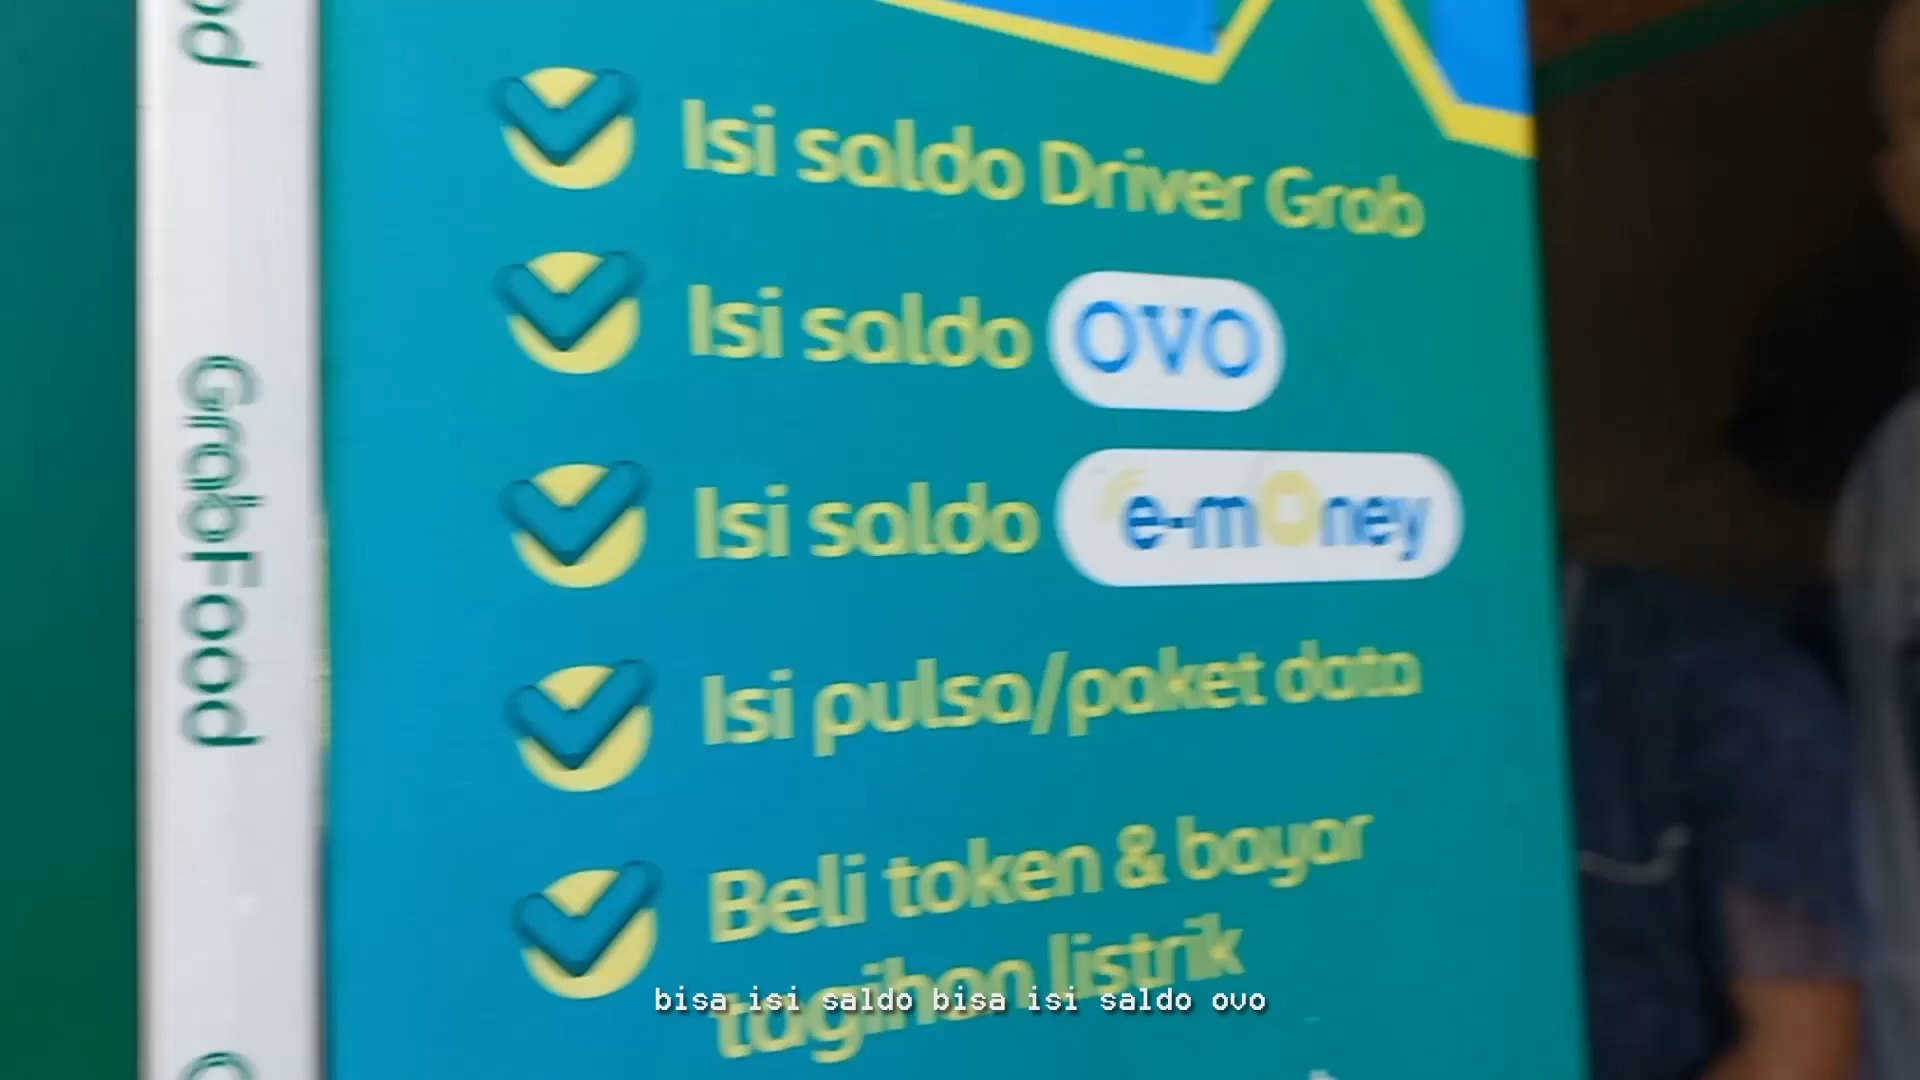 GrabFood
Isi saldo Driver Grab
Isi saldo OVO
Isi saldo e-money
Isi pulsa/paket data
Beli token & bayar
tagihan listrik
bisa isi saldo bisa isi saldo ovo